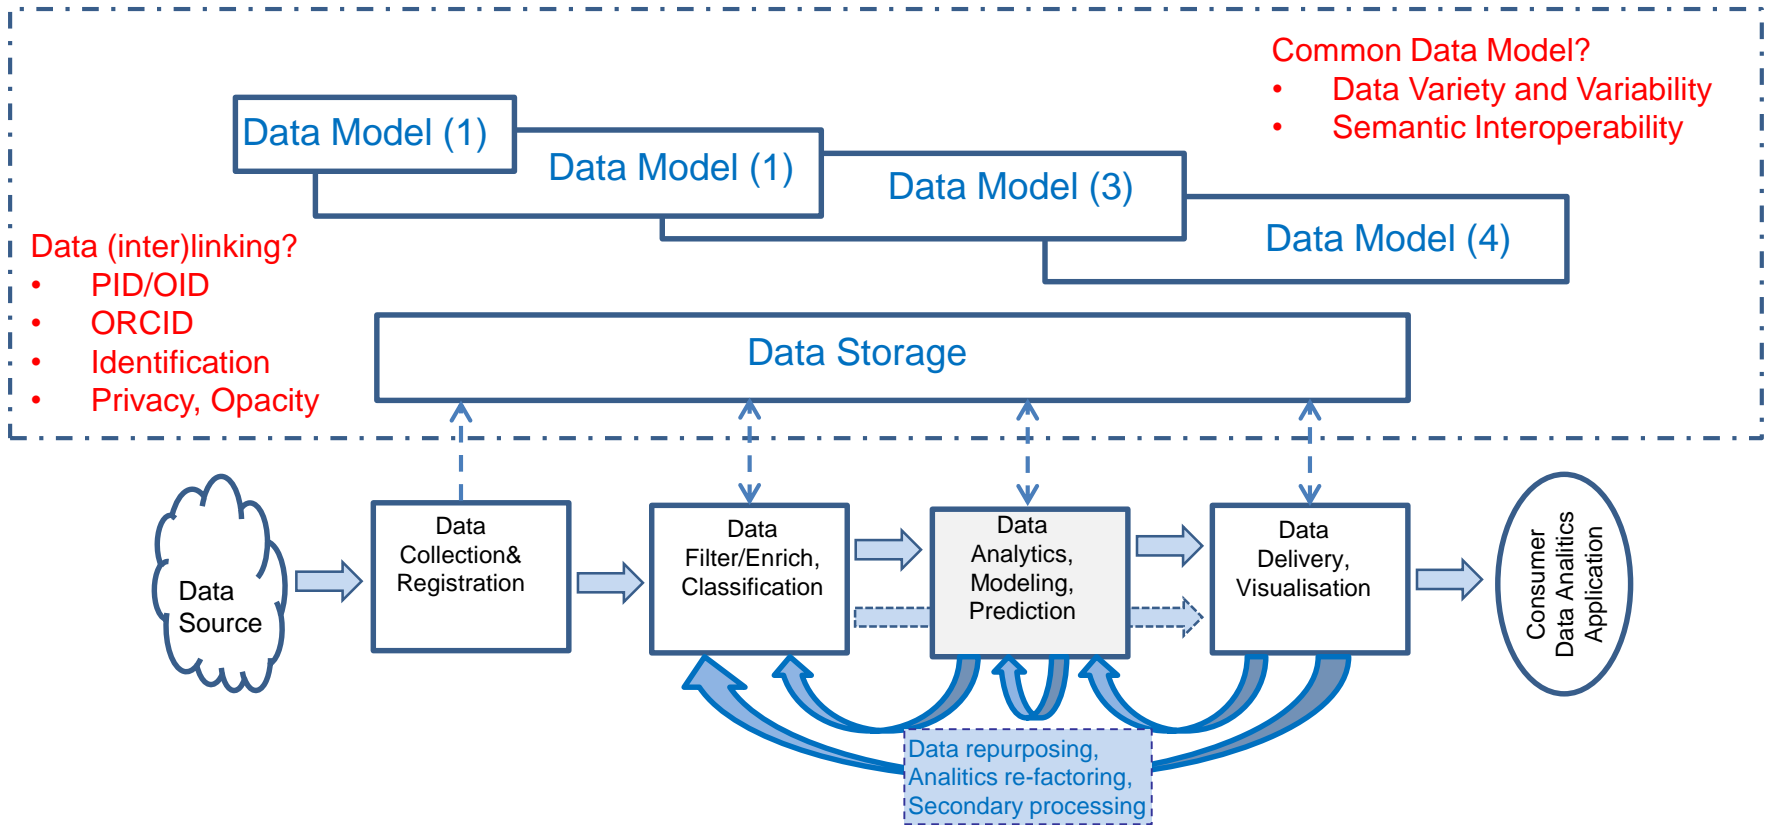 Common Data Model?
• Data Variety and Variability
• Semantic Interoperability
Data Model (1)
Data Model (1)
Data Model (3)
Data Model (4)
Data (inter)linking?
• PID/OID
• ORCID
• Identification
• Privacy, Opacity
Data Storage
Data
Source
Data
Collection&
Registration
Data
Filter/Enrich,
Classification
Data
Analytics,
Modeling,
Prediction
Data
Delivery,
Visualisation
Consumer
Data Analitics
Application
Data repurposing,
Analitics re-factoring,
Secondary processing